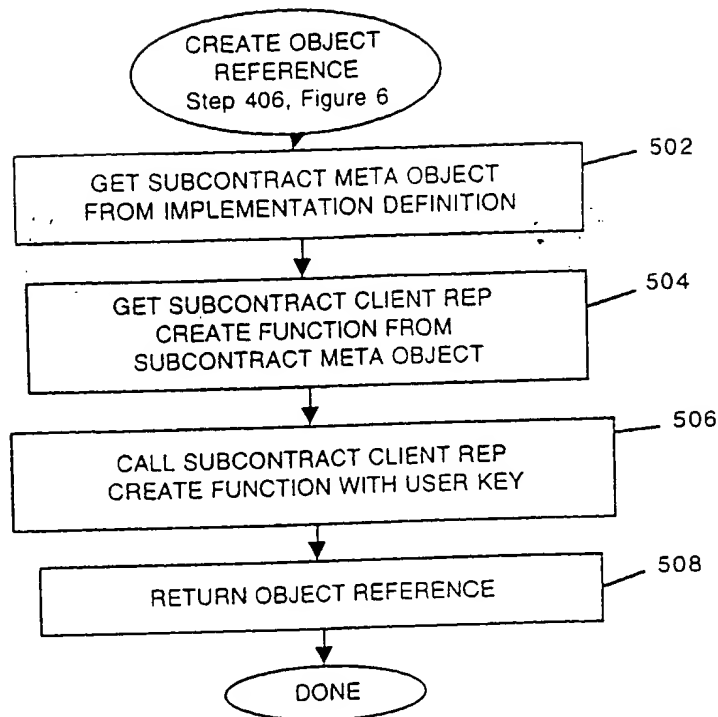 CREATE OBJECT
REFERENCE
Step 406, Figure 6
502
GET SUBCONTRACT META OBJECT
FROM IMPLEMENTATION DEFINITION
504
GET SUBCONTRACT CLIENT REP
CREATE FUNCTION FROM
SUBCONTRACT META OBJECT
506
CALL SUBCONTRACT CLIENT REP
CREATE FUNCTION WITH USER KEY
508
RETURN OBJECT REFERENCE
DONE